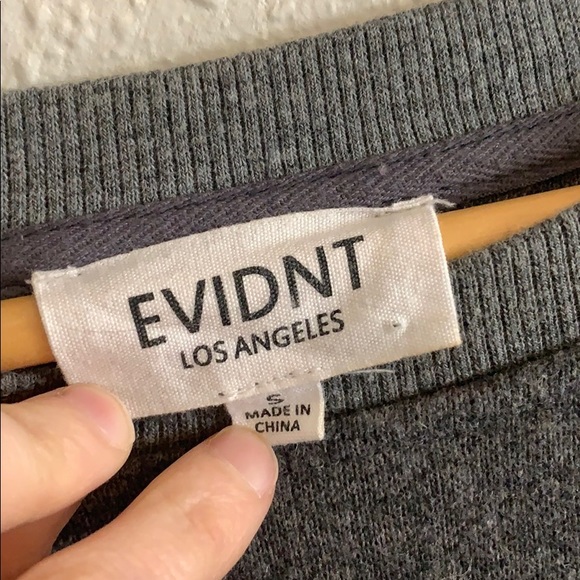 EVIDNT
LOS ANGELES
S
MADE IN
CHINA